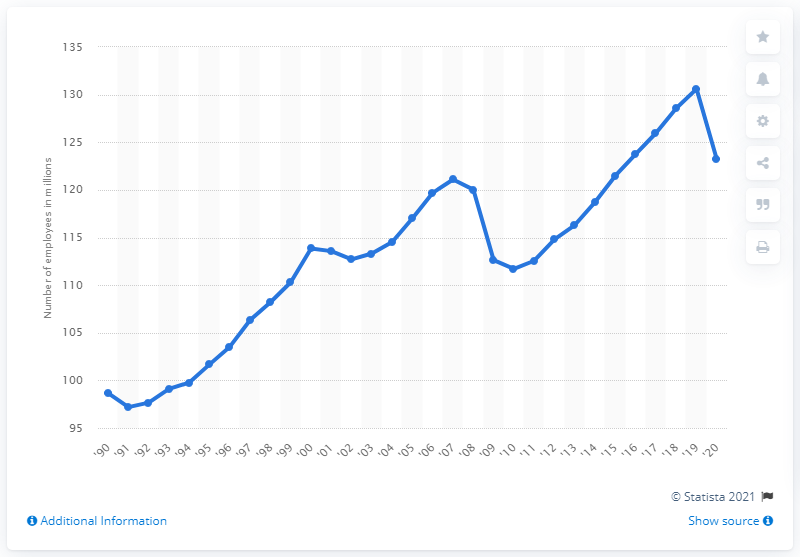 135
130
125
120
115
110
105
100
95
Number of employees in millions
'90 '91 '92 '93 '94 '95 '96 '97 '98 '99 '00 '01 '02 '03 '04 '05 '06 '07 '08 '09 '10 '11 '12 '13 '14 '15 '16 '17 '18 '19 '20
© Statista 2021
Additional Information
Show source